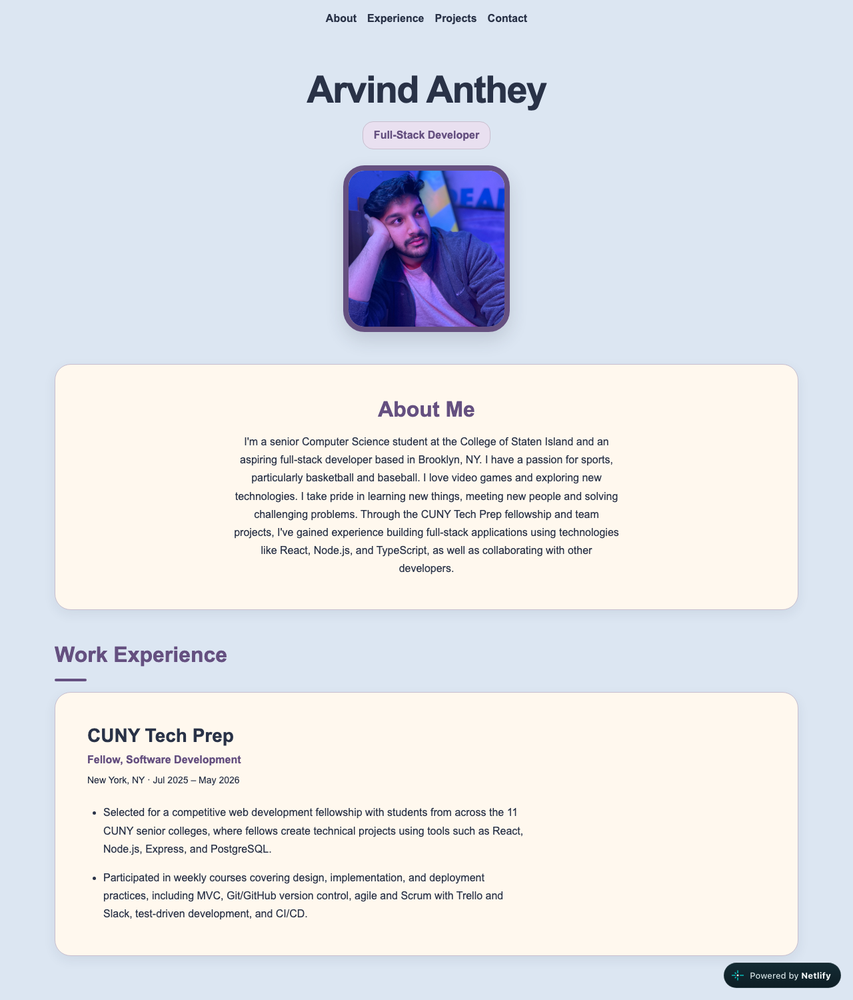 About Experience Projects Contact
Arvind Anthey
Full-Stack Developer
REAM
About Me
I'm a senior Computer Science student at the College of Staten Island and an
aspiring full-stack developer based in Brooklyn, NY. I have a passion for sports,
particularly basketball and baseball. I love video games and exploring new
technologies. I take pride in learning new things, meeting new people and solving
challenging problems. Through the CUNY Tech Prep fellowship and team
projects, I've gained experience building full-stack applications using technologies
like React, Node.js, and TypeScript, as well as collaborating with other
developers.
Work Experience
CUNY Tech Prep
Fellow, Software Development
New York, NY · Jul 2025 – May 2026
• Selected for a competitive web development fellowship with students from across the 11
CUNY senior colleges, where fellows create technical projects using tools such as React,
Node.js, Express, and PostgreSQL.
• Participated in weekly courses covering design, implementation, and deployment
practices, including MVC, Git/GitHub version control, agile and Scrum with Trello and
Slack, test-driven development, and CI/CD.
Powered by Netlify